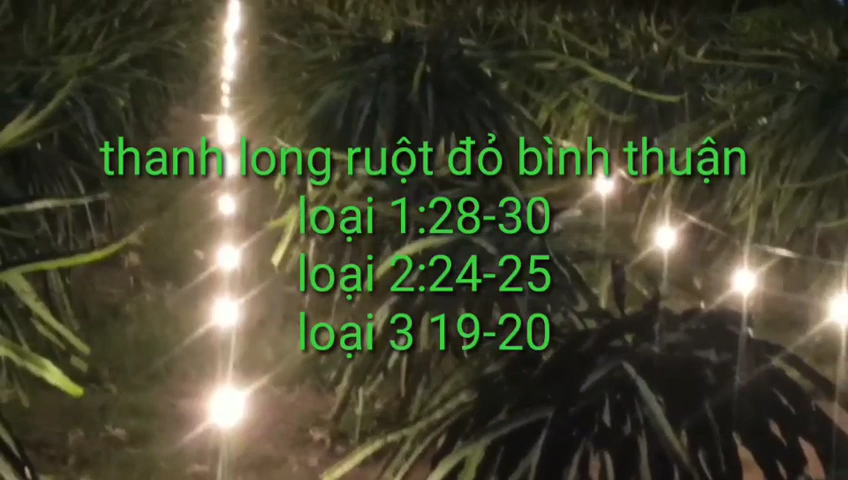 thanh long ruột đỏ bình thuận
loại 1:28-30
loại 2:24-25
loại 3 19-20